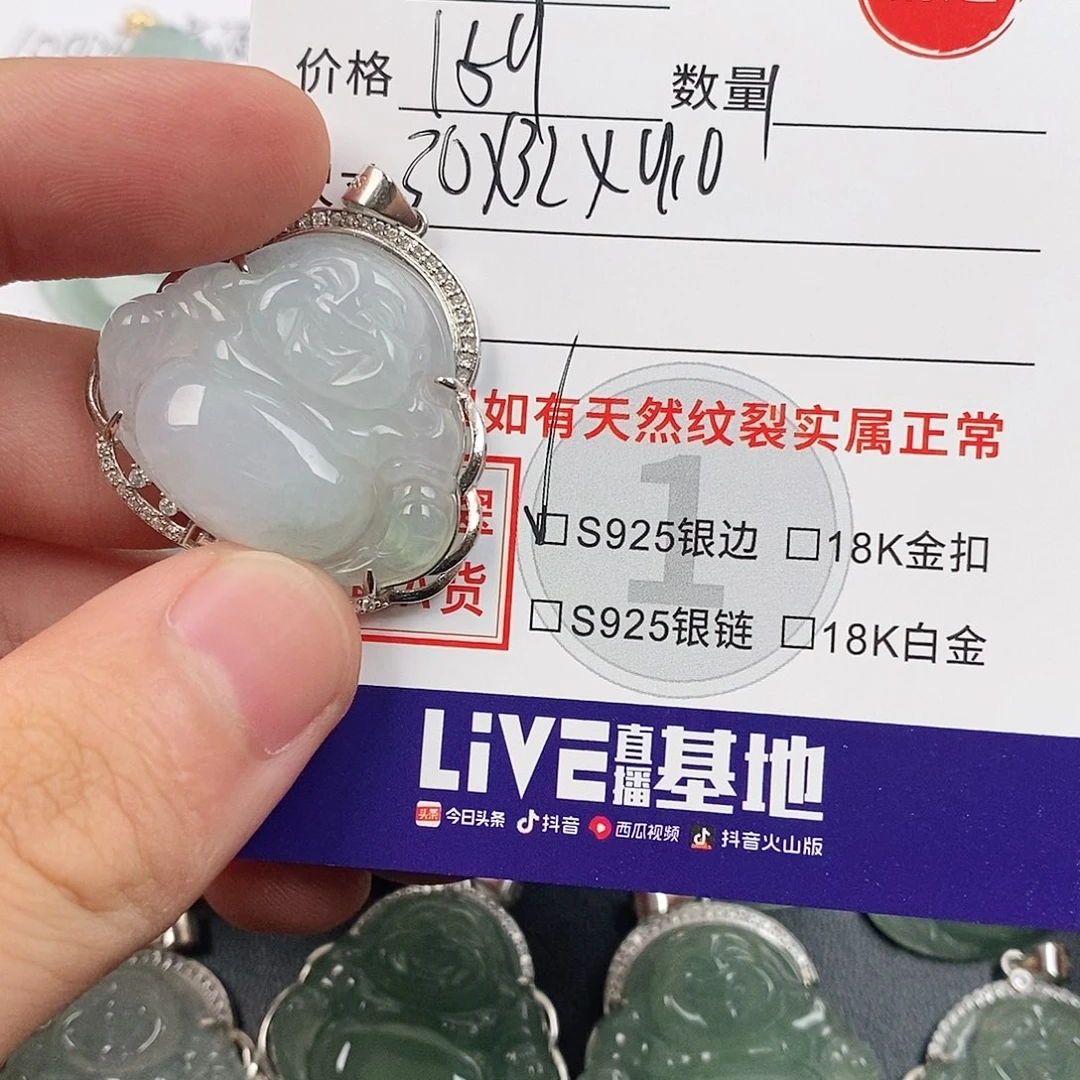 价格 159 数量 1
30X32X4.0
如有天然纹裂实属正常
S925银边 18K金扣
S925银链 18K白金
1
货
LiVE直播基地
今日头条 抖音 西瓜视频 抖音火山版